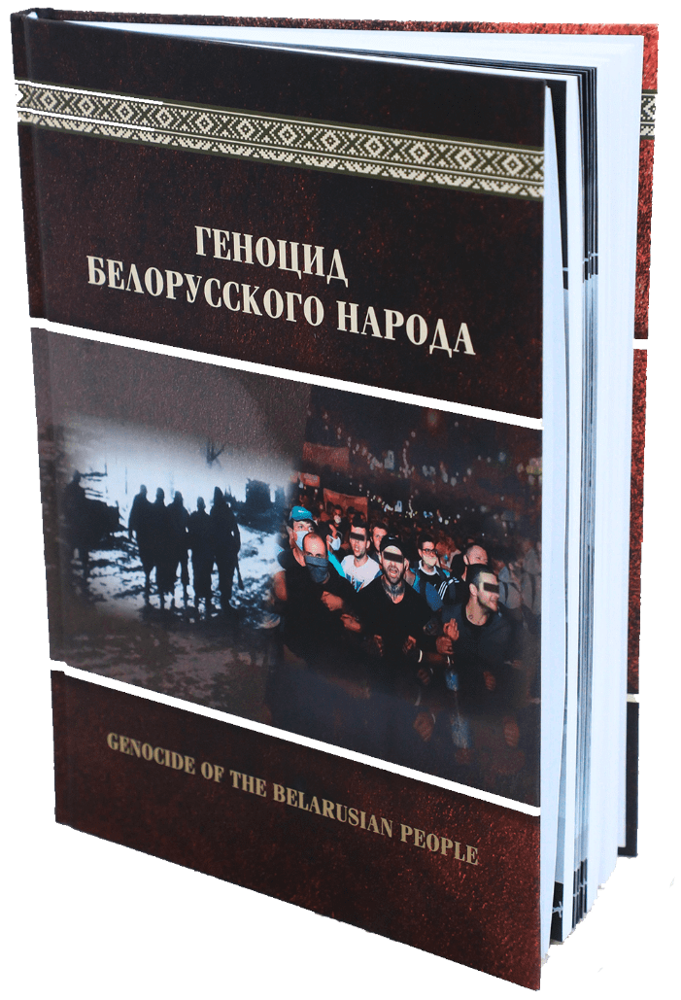 ГЕНОЦИД
БЕЛОРУССКОГО НАРОДА
GENOCIDE OF THE BELARUSIAN PEOPLE